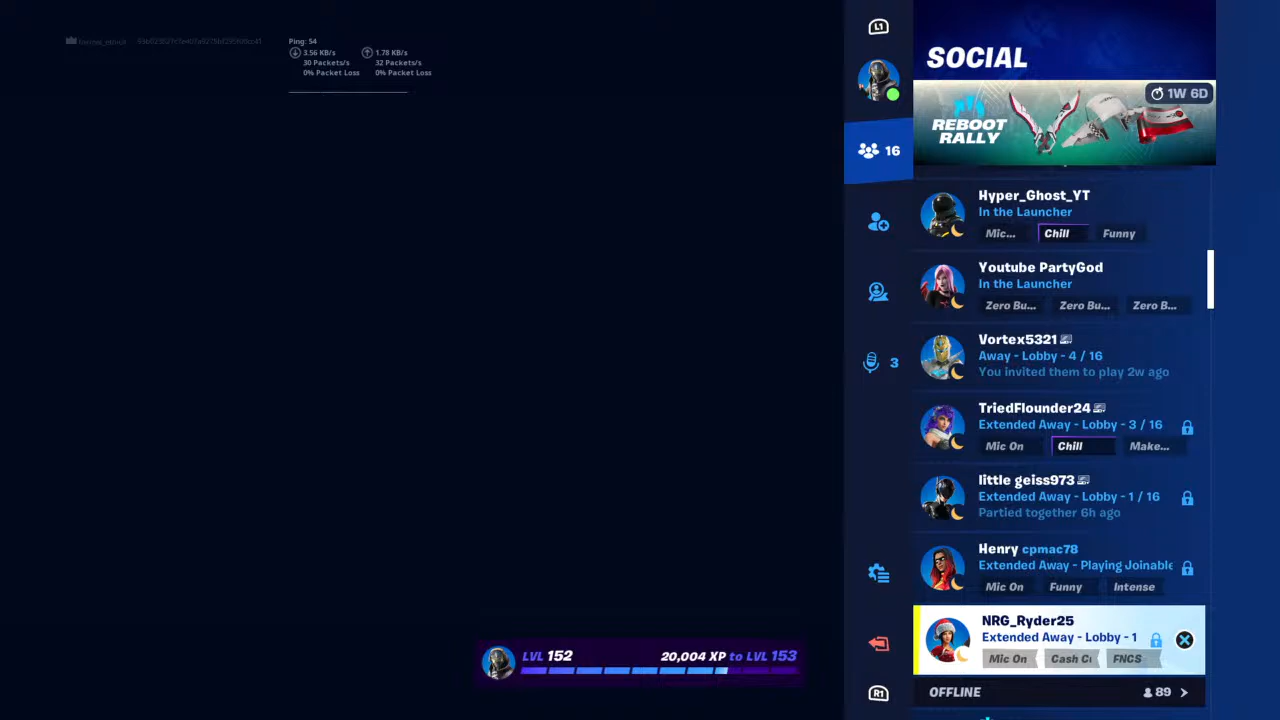 Ping: 54
3.56 KB/s
1.78 KB/s
30 Packets/s
32 Packets/s
0% Packet Loss
0% Packet Loss
L1
SOCIAL
1W 6D
REBOOT
RALLY
16
Hyper_Ghost_YT
In the Launcher
Mic... Chill Funny
Youtube PartyGod
In the Launcher
Zero Bu... Zero Bu... Zero B...
Vortex5321
Away - Lobby - 4 / 16
You invited them to play 2w ago
3
TriedFlounder24
Extended Away - Lobby - 3 / 16
Mic On Chill Make...
little geiss973
Extended Away - Lobby - 1 / 16
Partied together 6h ago
Henry cpmac78
Extended Away - Playing Joinable
Mic On Funny Intense
NRG_Ryder25
Extended Away - Lobby - 1
Mic On Cash Cu FNCS
LVL 152
20,004 XP to LVL 153
R1
OFFLINE
89